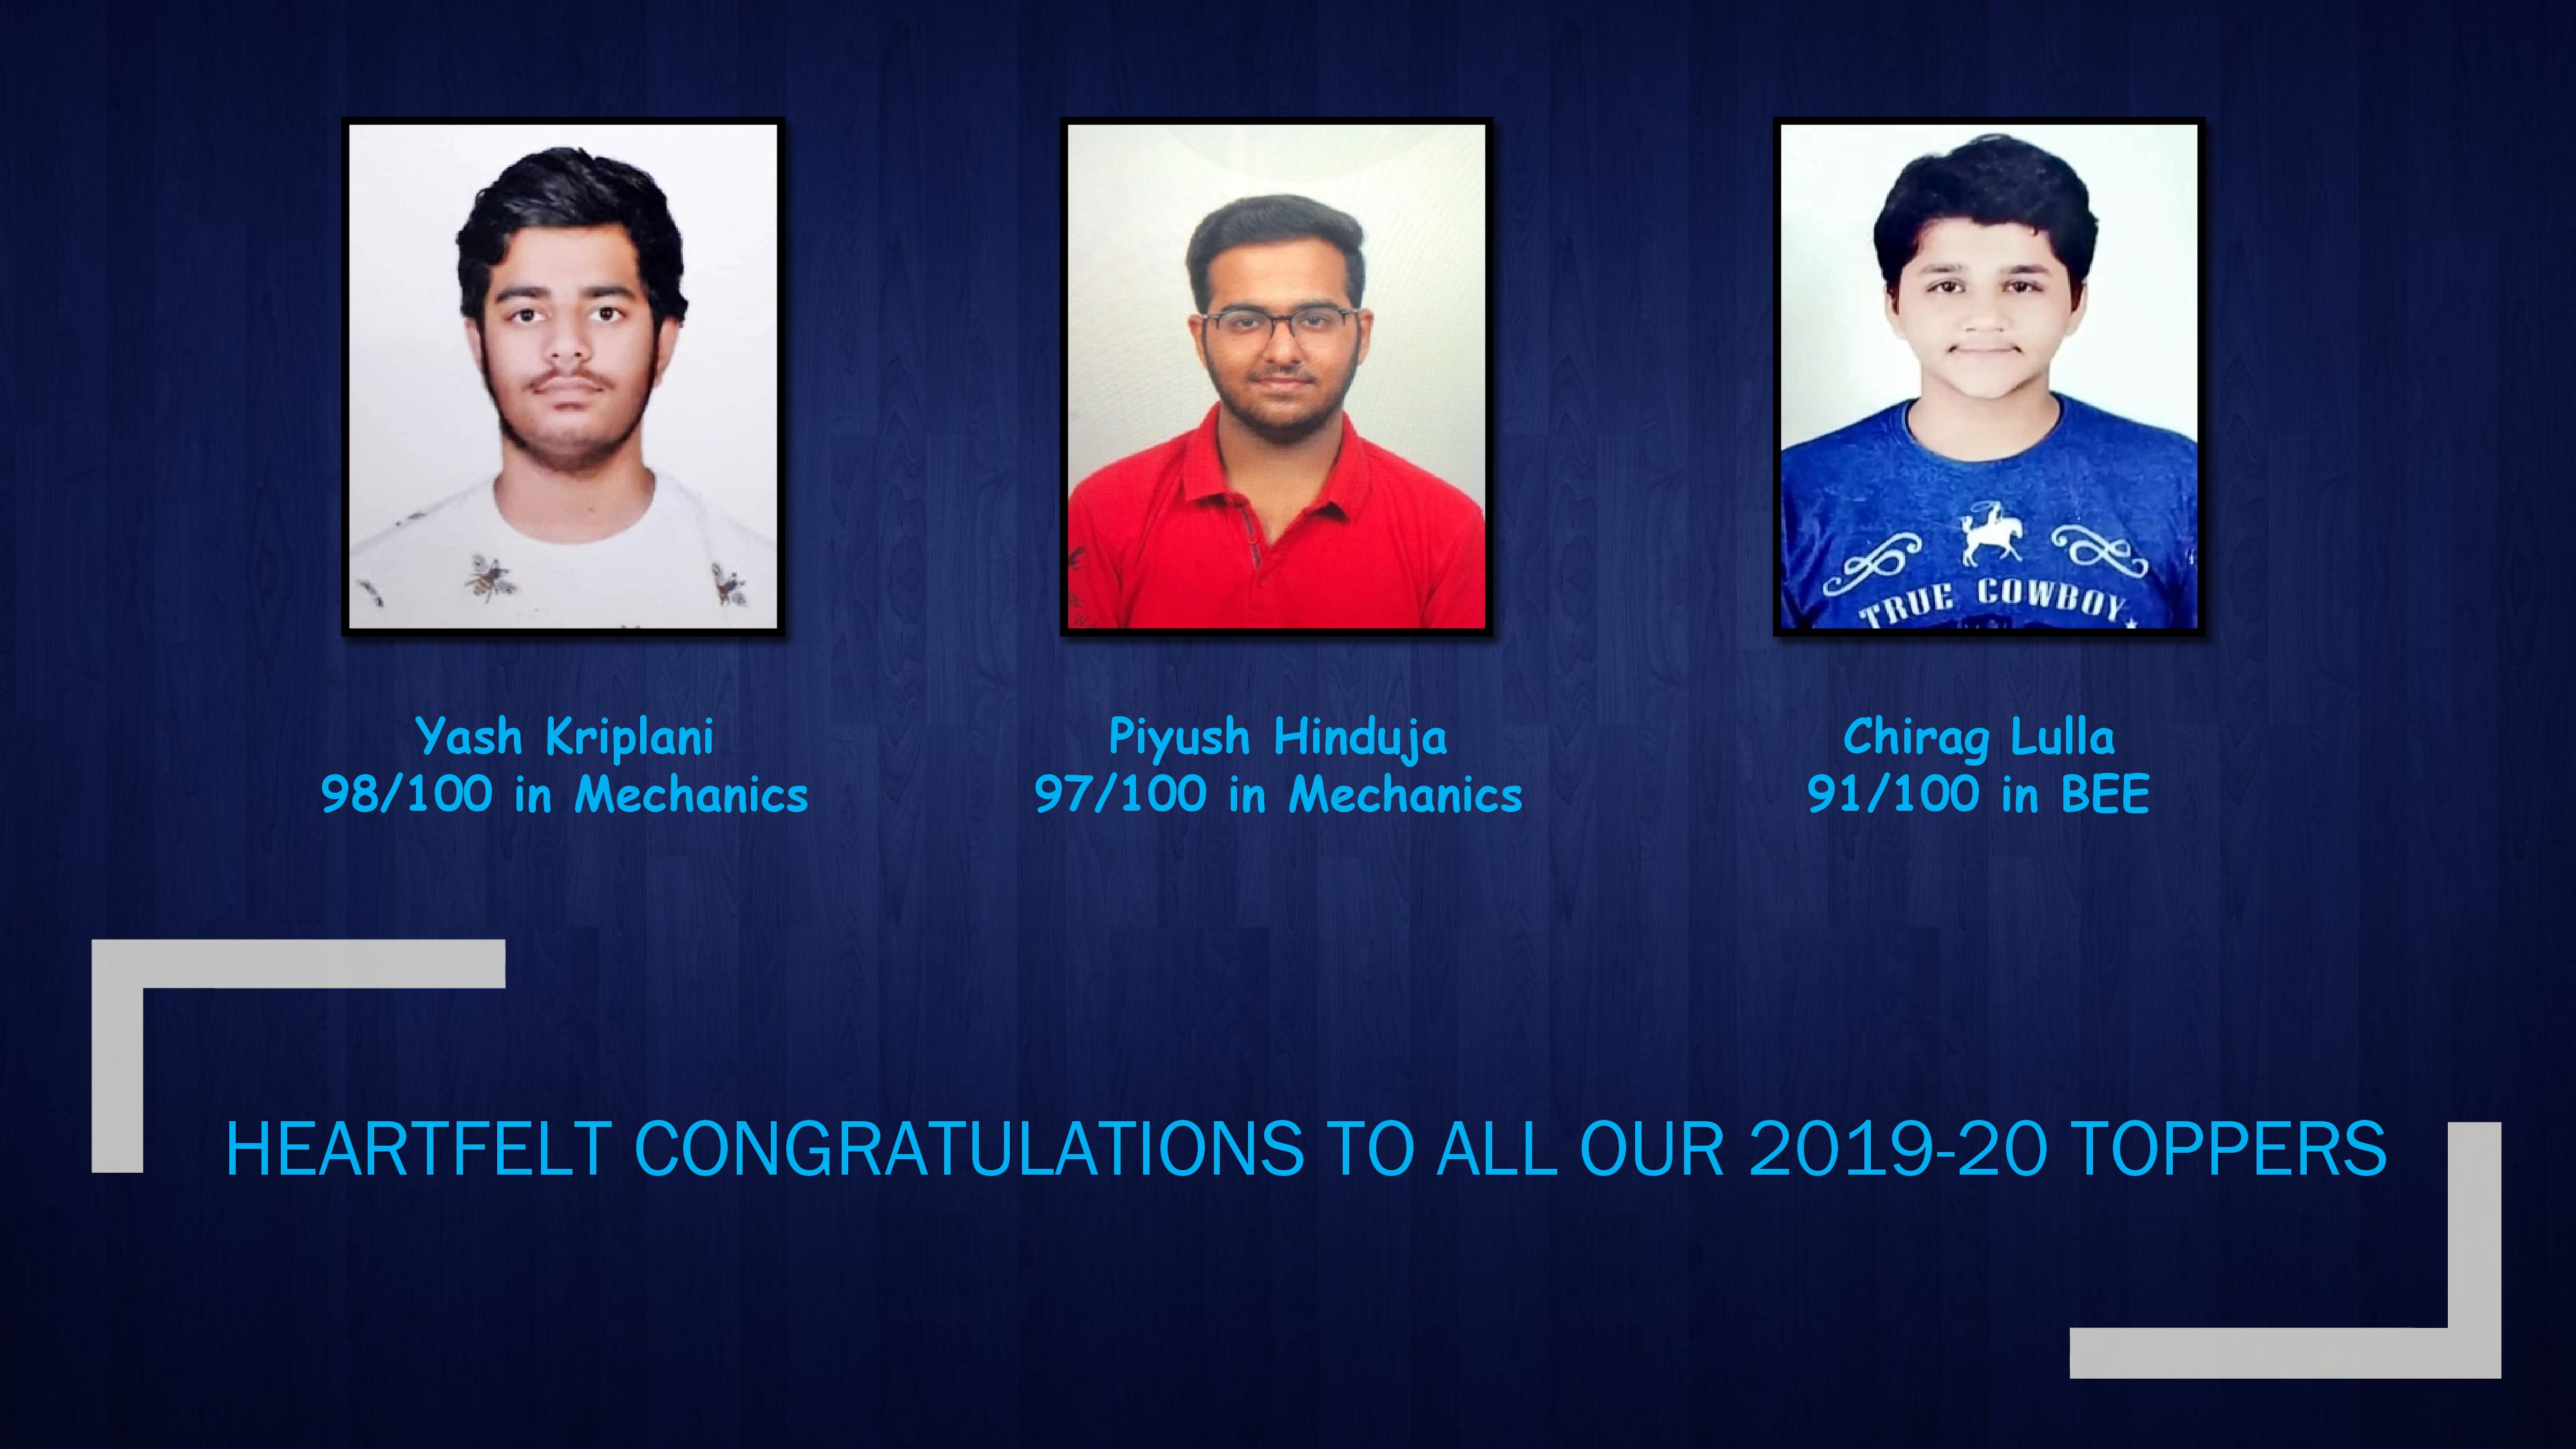 TRUE COWBOY
Yash Kriplani
98/100 in Mechanics
Piyush Hinduja
97/100 in Mechanics
Chirag Lulla
91/100 in BEE
HEARTFELT CONGRATULATIONS TO ALL OUR 2019-20 TOPPERS